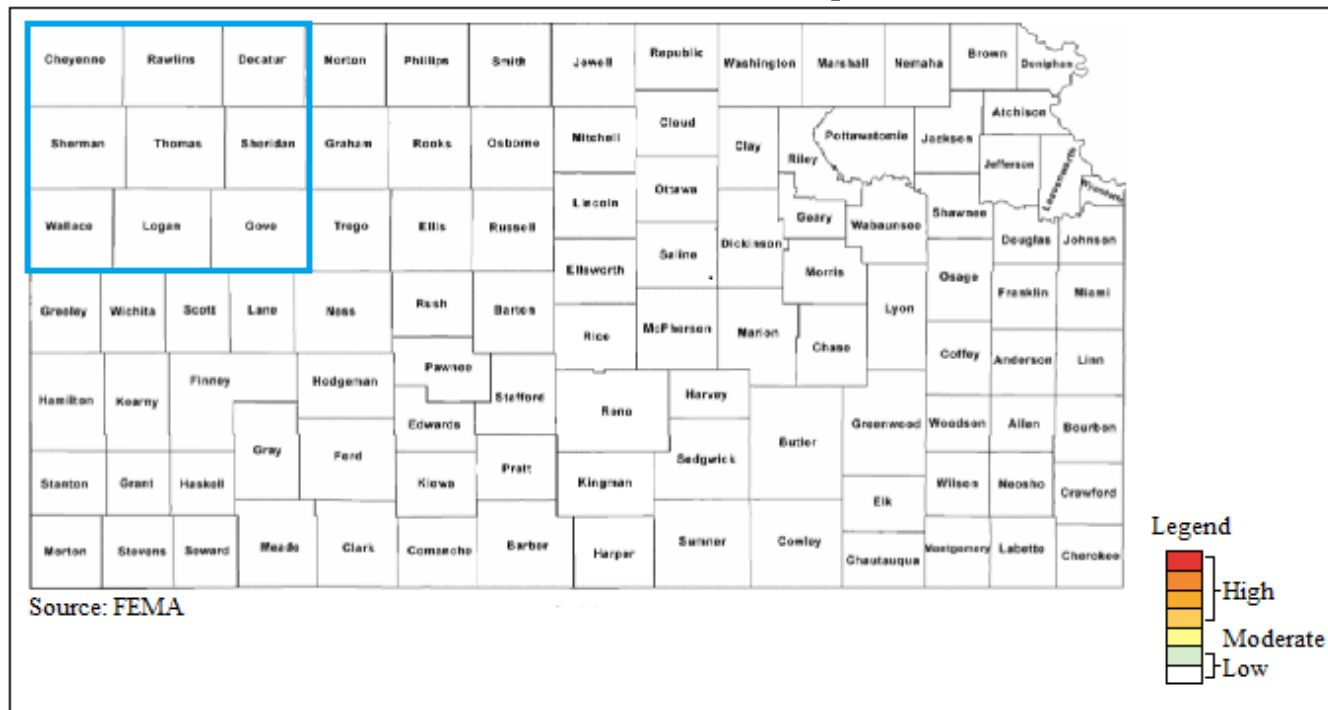 Cheyenne Rawlins Decatur Norton Phillips Smith Jewell Republic Washington Marshall Nemaha Brown Doniphan
Sherman Thomas Sheridan Graham Rooks Osborne Mitchell Cloud Clay Riley Pottawatomie Jackson Atchison
Jefferson Leavenworth Wyandotte
Wallace Logan Gove Trego Ellis Russell Lincoln Ottawa Geary Wabaunsee Shawnee Douglas Johnson
Ellsworth Saline Dickinson Morris Osage Franklin Miami
Greeley Wichita Scott Lane Ness Rush Barton Rice McPherson Marion Chase Lyon
Coffey Anderson Linn
Hamilton Kearny Finney Hodgeman Pawnee Stafford Reno Harvey
Edwards Butler Greenwood Woodson Allen Bourbon
Gray Ford Sedgwick
Stanton Grant Haskell Kiowa Pratt Kingman Elk Wilson Neosho Crawford
Morton Stevens Seward Meade Clark Comanche Barber Harper Sumner Cowley Chautauqua Montgomery Labette Cherokee
Source: FEMA
Legend
High
Moderate
Low